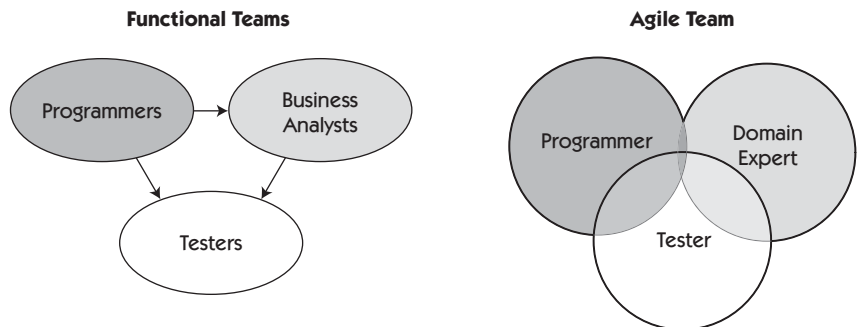 Functional Teams
Programmers
Business
Analysts
Testers
Agile Team
Programmer
Domain
Expert
Tester